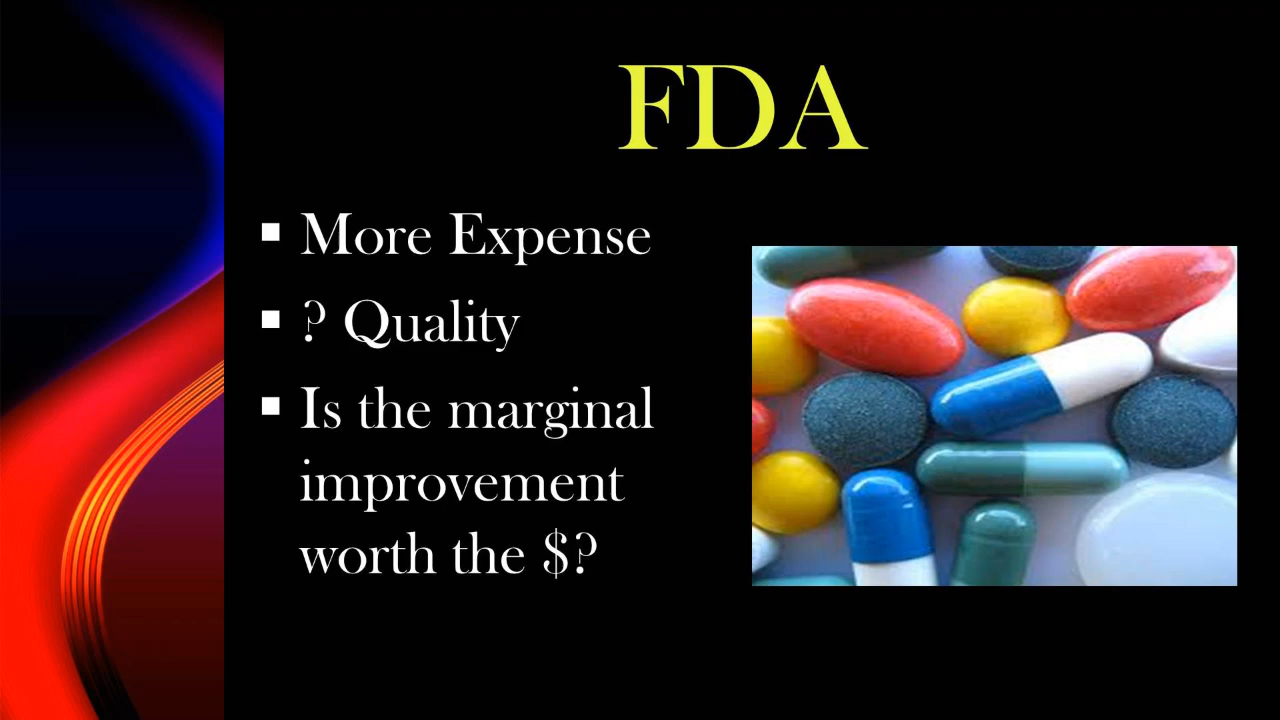 FDA
▪ More Expense
▪ ? Quality
▪ Is the marginal
improvement
worth the $?